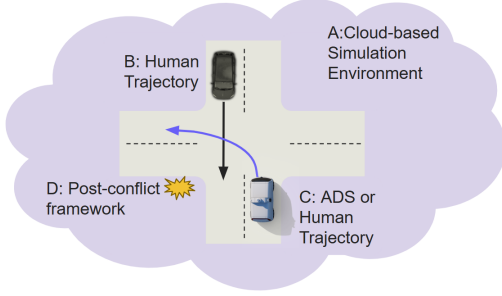 A:Cloud-based
Simulation
Environment
B: Human
Trajectory
D: Post-conflict
framework
C: ADS or
Human
Trajectory